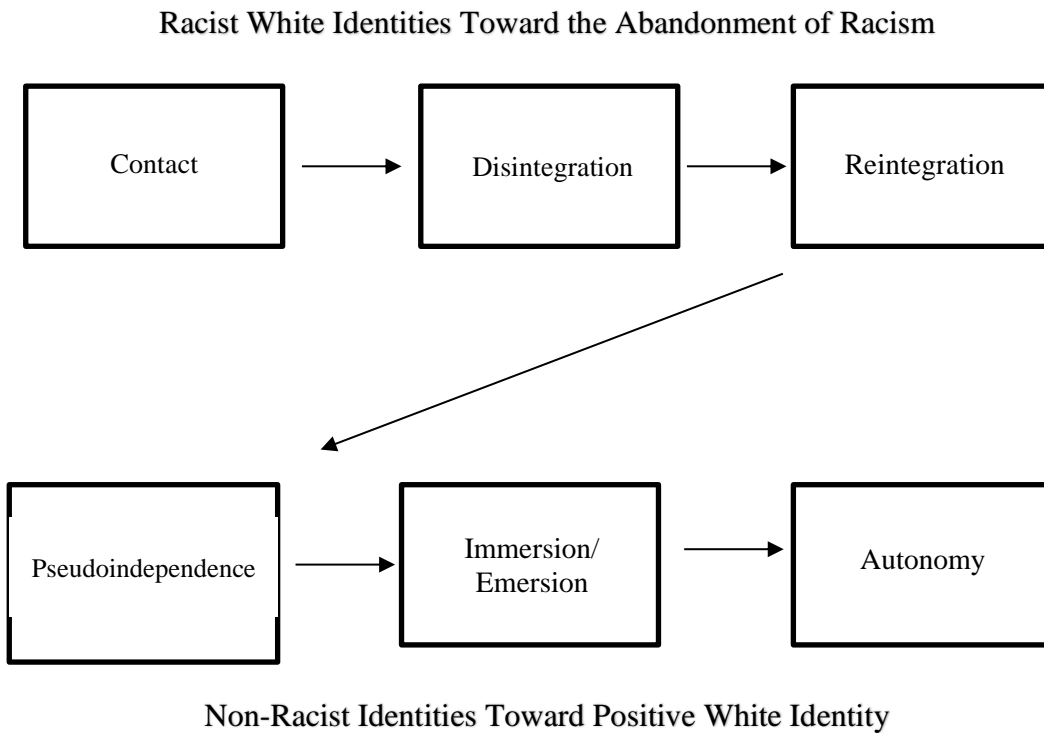 Racist White Identities Toward the Abandonment of Racism
Contact
Disintegration
Reintegration
Pseudoindependence
Immersion/
Emersion
Autonomy
Non-Racist Identities Toward Positive White Identity